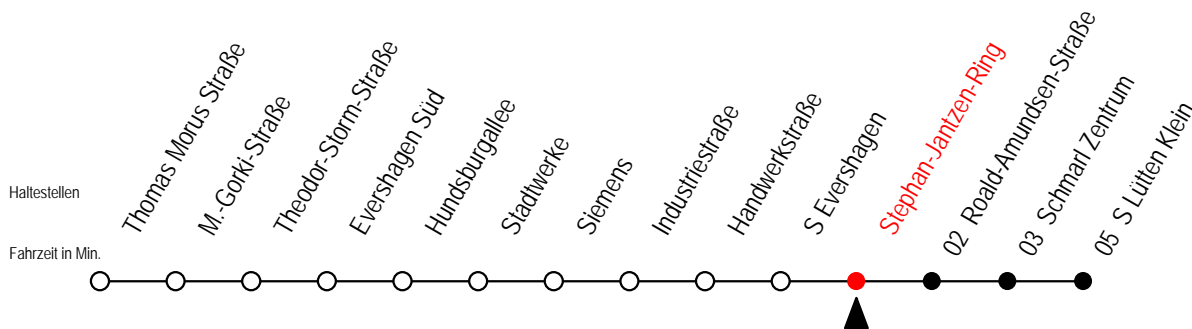 Haltestellen
Fahrzeit in Min.
Thomas Morus Straße
M.-Gorki-Straße
Theodor-Storm-Straße
Evershagen Süd
Hundsburgallee
Stadtwerke
Siemens
Industriestraße
Handwerkstraße
S Evershagen
Stephan-Jantzen-Ring
02 Roald-Amundsen-Straße
03 Schmarl Zentrum
05 S Lütten Klein